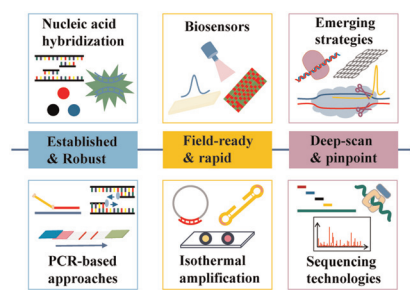 Nucleic acid
hybridization
Biosensors
Emerging
strategies
Established
& Robust
Field-ready
& rapid
Deep-scan
& pinpoint
PCR-based
approaches
Isothermal
amplification
Sequencing
technologies